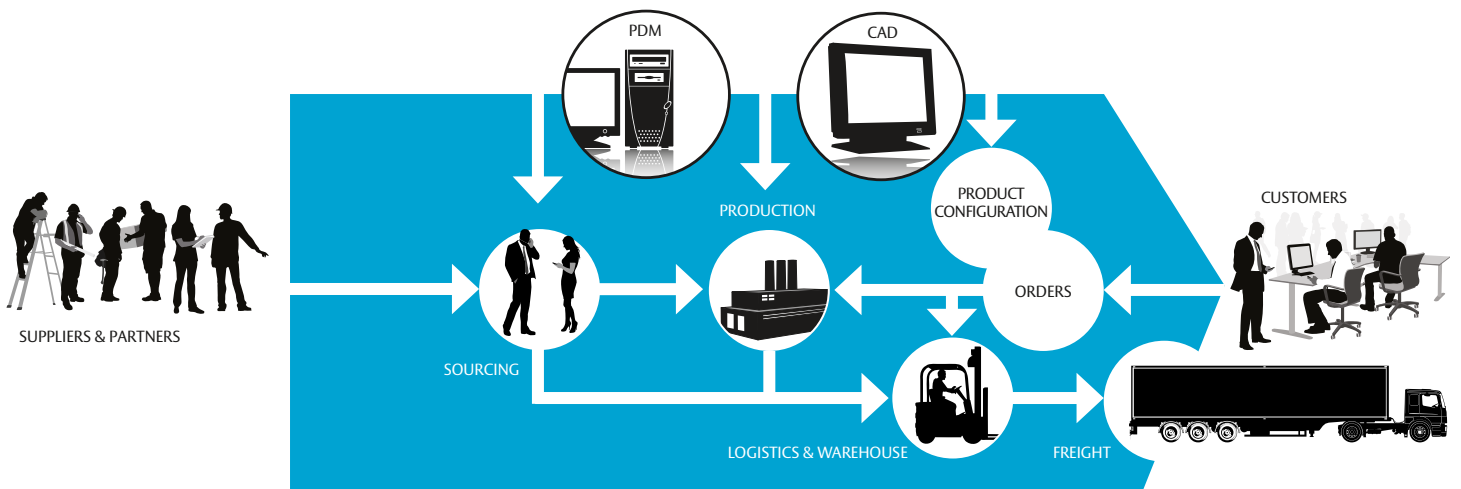 PDM
CAD
PRODUCT
CONFIGURATION
CUSTOMERS
PRODUCTION
ORDERS
SUPPLIERS & PARTNERS
SOURCING
LOGISTICS & WAREHOUSE
FREIGHT